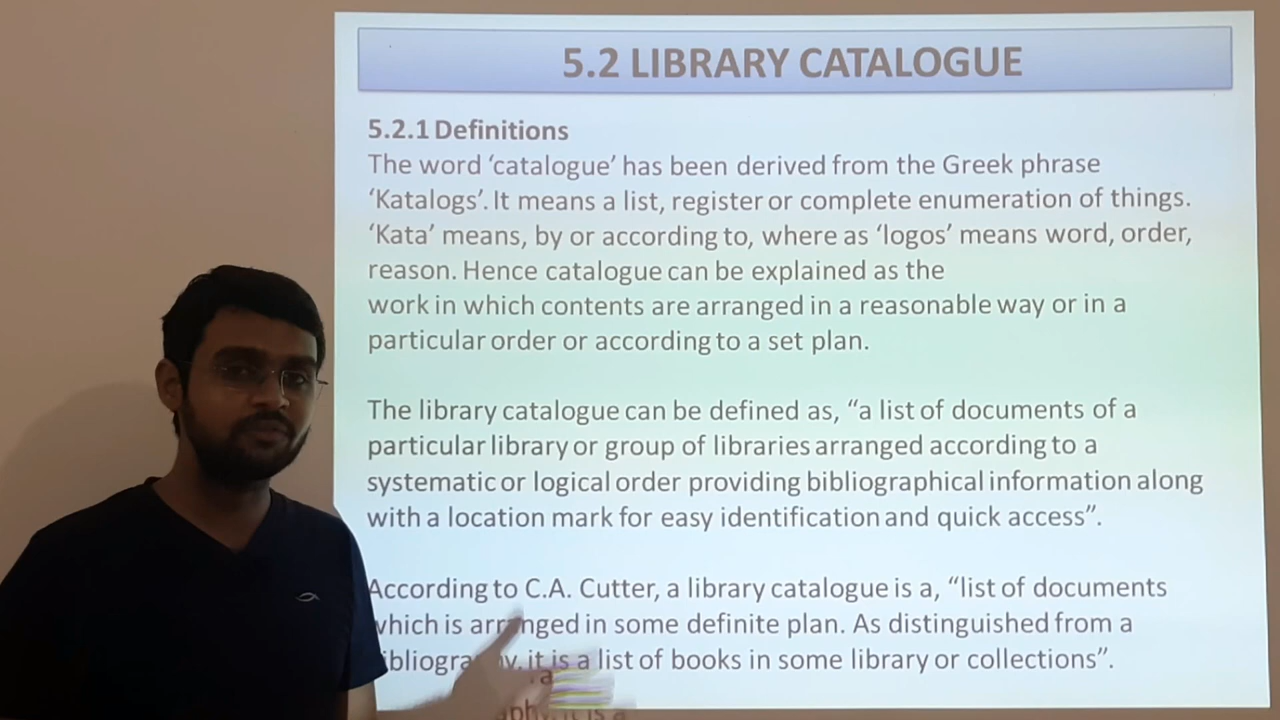 5.2 LIBRARY CATALOGUE
5.2.1 Definitions
The word ‘catalogue’ has been derived from the Greek phrase
‘Katalogs’. It means a list, register or complete enumeration of things.
‘Kata’ means, by or according to, where as ‘logos’ means word, order,
reason. Hence catalogue can be explained as the
work in which contents are arranged in a reasonable way or in a
particular order or according to a set plan.
The library catalogue can be defined as, “a list of documents of a
particular library or group of libraries arranged according to a
systematic or logical order providing bibliographical information along
with a location mark for easy identification and quick access”.
According to C.A. Cutter, a library catalogue is a, “list of documents
which is arranged in some definite plan. As distinguished from a
it is a list of books in some library or collections”.